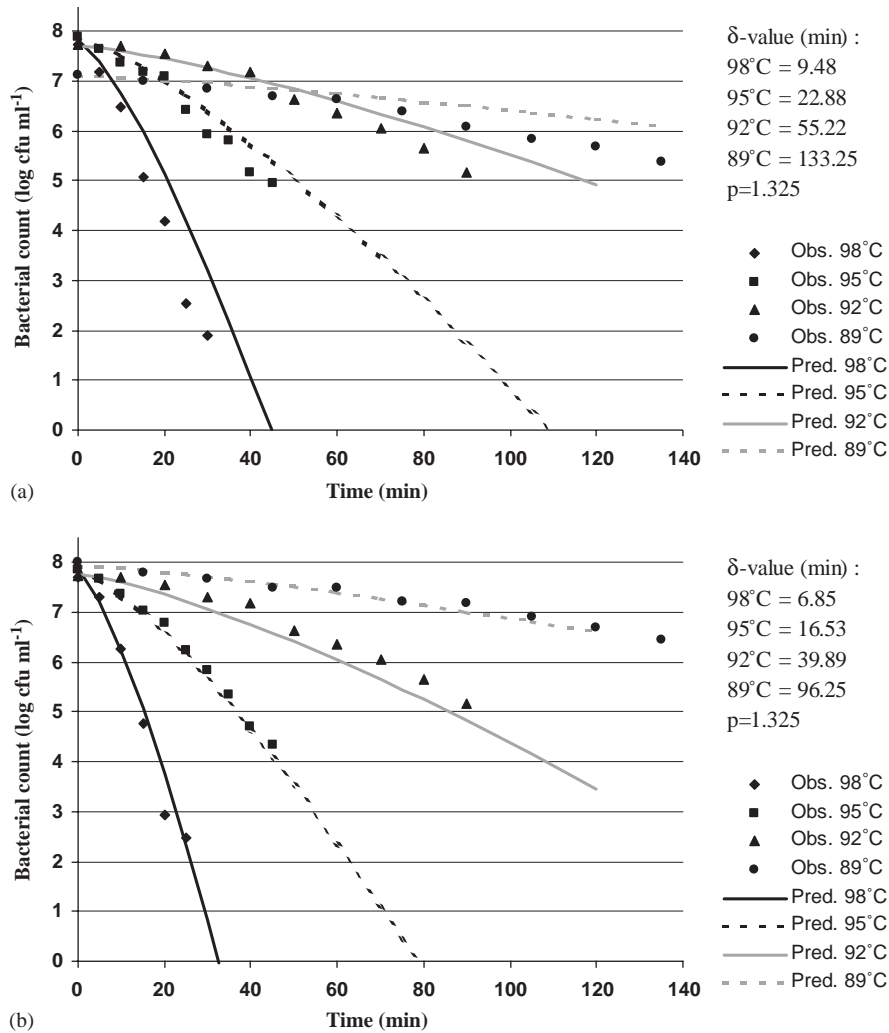 8
7
6
5
4
3
2
1
0
Bacterial count (log cfu ml-1)
0 20 40 60 80 100 120 140
Time (min)
(a)
δ-value (min) :
98°C = 9.48
95°C = 22.88
92°C = 55.22
89°C = 133.25
p=1.325
Obs. 98°C
Obs. 95°C
Obs. 92°C
Obs. 89°C
Pred. 98°C
Pred. 95°C
Pred. 92°C
Pred. 89°C
8
7
6
5
4
3
2
1
0
Bacterial count (log cfu ml-1)
0 20 40 60 80 100 120 140
Time (min)
(b)
δ-value (min) :
98°C = 6.85
95°C = 16.53
92°C = 39.89
89°C = 96.25
p=1.325
Obs. 98°C
Obs. 95°C
Obs. 92°C
Obs. 89°C
Pred. 98°C
Pred. 95°C
Pred. 92°C
Pred. 89°C